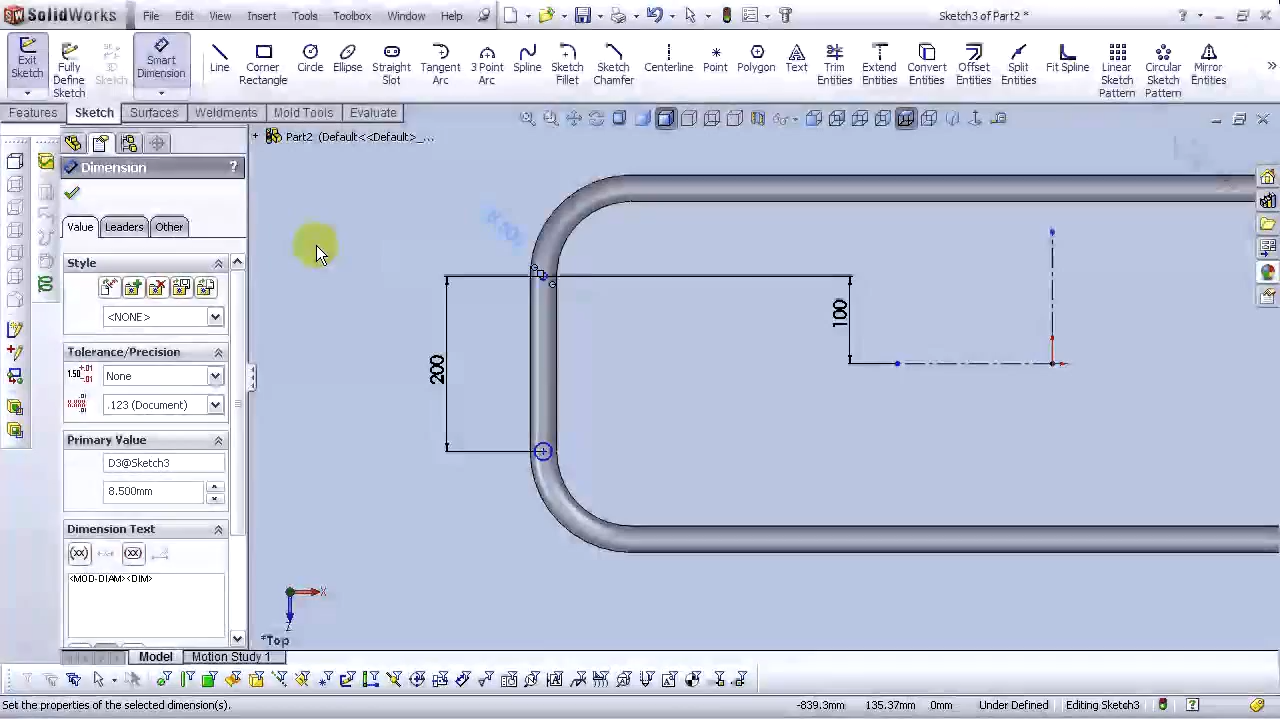 SolidWorks File Edit View Insert Tools Toolbox Window Help Sketch3 of Part2 * ?
Exit Sketch
Fully Define Sketch
3D Sketch
Smart Dimension
Line
Corner Rectangle
Circle
Ellipse
Straight Slot
Tangent Arc
3 Point Arc
Spline
Sketch Fillet
Sketch Chamfer
Centerline
Point
Polygon
Text
Trim Entities
Extend Entities
Convert Entities
Offset Entities
Split Entities
Fit Spline
Linear Sketch Pattern
Circular Sketch Pattern
Mirror Entities
Features Sketch Surfaces Weldments Mold Tools Evaluate
Part2 (Default<<Default>_...
Dimension ?
Value Leaders Other
Style
<NONE>
Tolerance/Precision
None
.123 (Document)
Primary Value
D3@Sketch3
8.500mm
Dimension Text
<MOD-DIAM><DIM>
200
100
X
*Top
Model Motion Study 1
Set the properties of the selected dimension(s). -839.3mm 135.37mm 0mm Under Defined Editing Sketch3